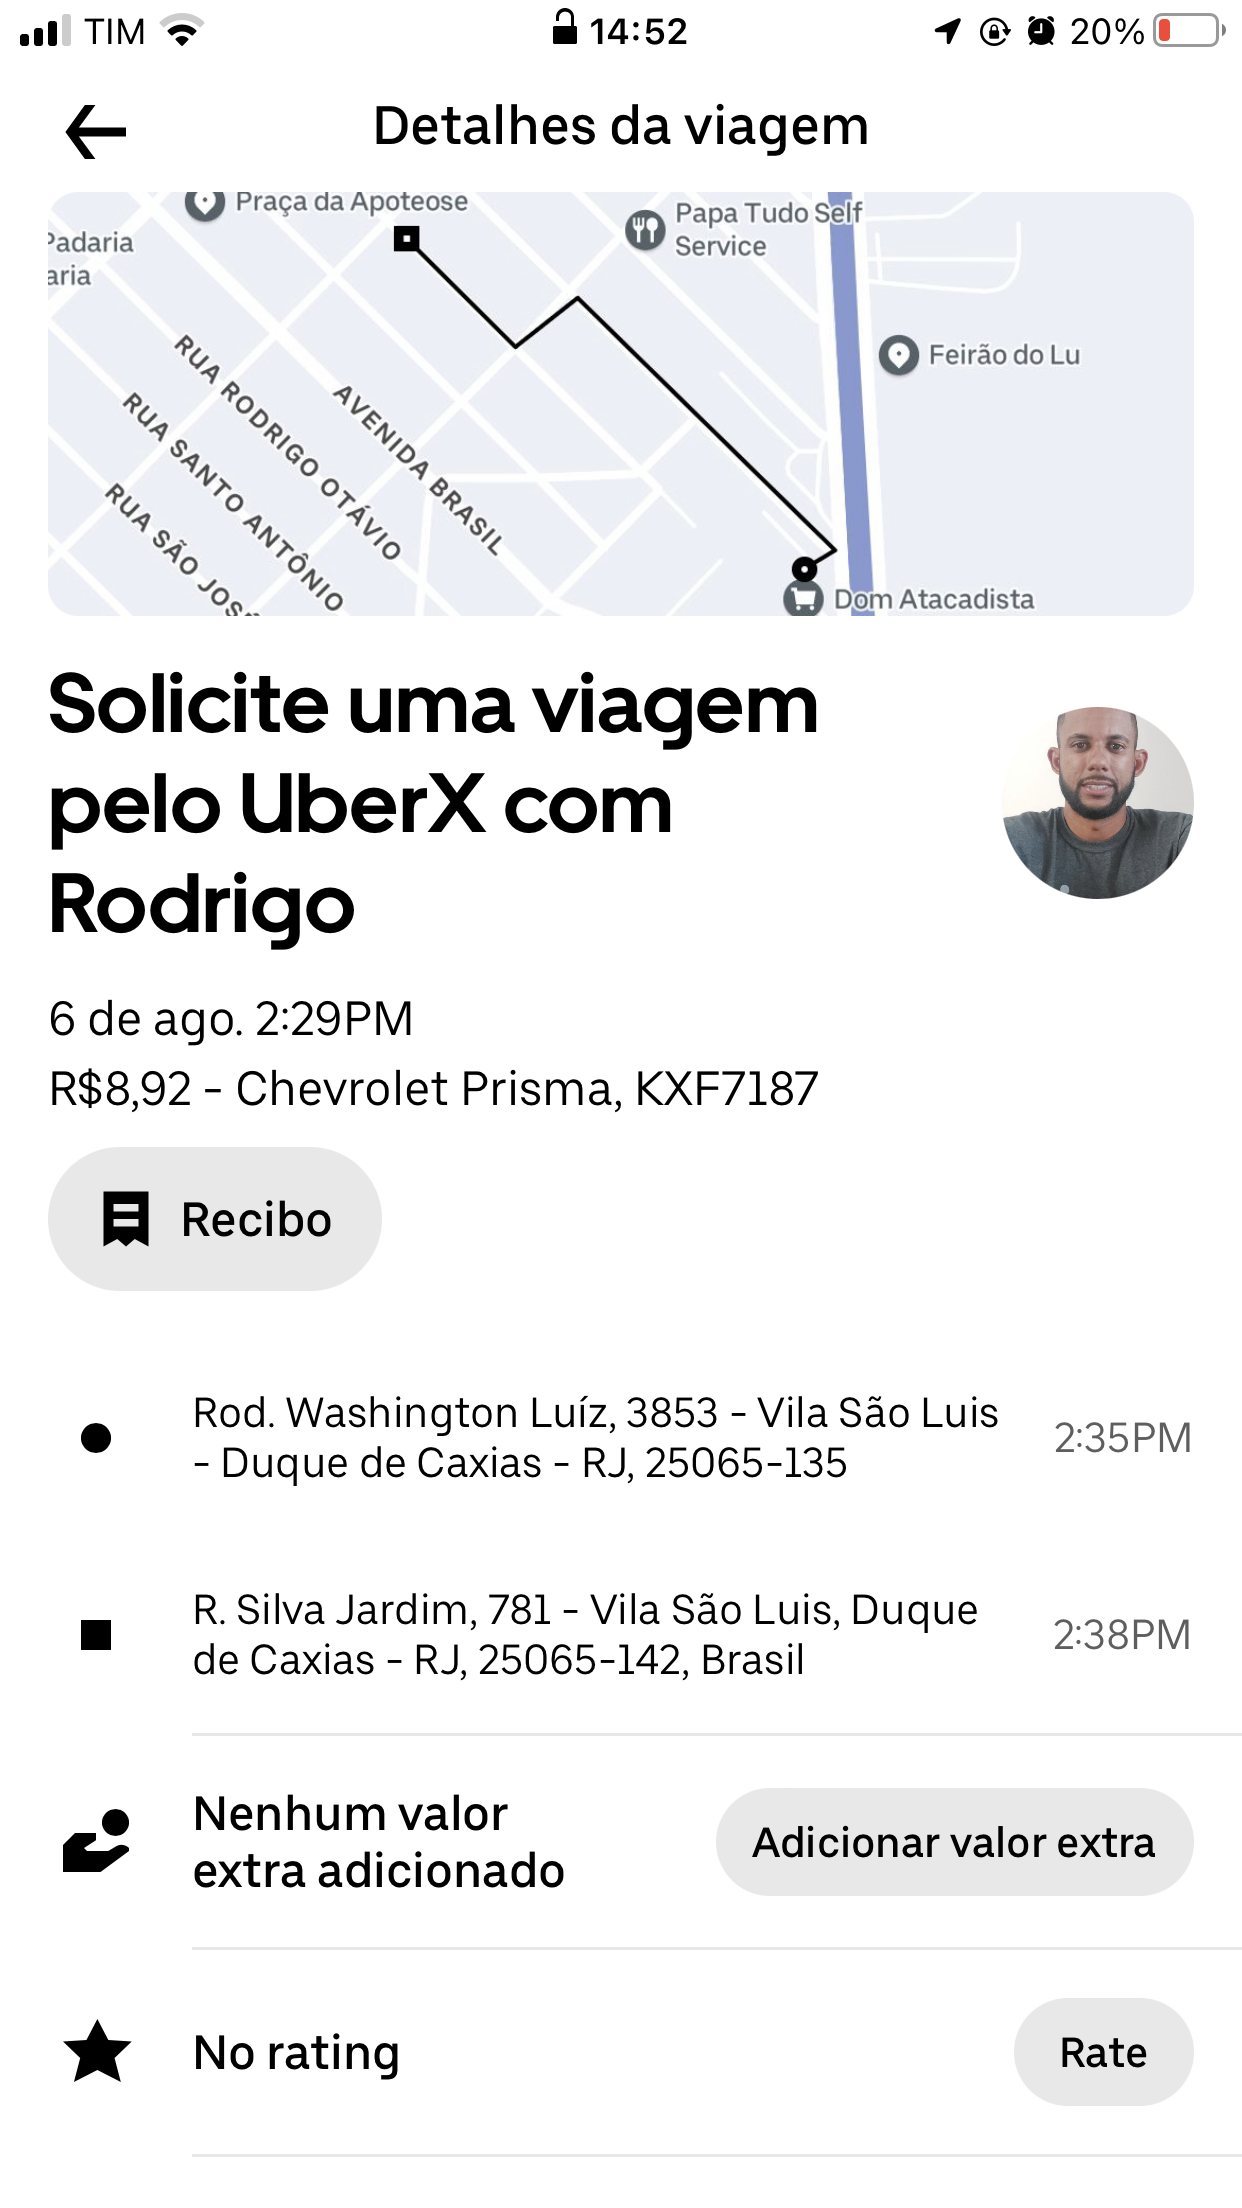 TIM 14:52 20%
Detalhes da viagem
Praça da Apoteose
Papa Tudo Self
Service
Padaria
aria
Feirão do Lu
RUA RODRIGO OTÁVIO
AVENIDA BRASIL
RUA SANTO ANTÔNIO
RUA SÃO JOS
Dom Atacadista
Solicite uma viagem
pelo UberX com
Rodrigo
6 de ago. 2:29PM
R$8,92 - Chevrolet Prisma, KXF7187
Recibo
Rod. Washington Luíz, 3853 - Vila São Luis
- Duque de Caxias - RJ, 25065-135
2:35PM
R. Silva Jardim, 781 - Vila São Luis, Duque
de Caxias - RJ, 25065-142, Brasil
2:38PM
Nenhum valor
extra adicionado
Adicionar valor extra
No rating
Rate